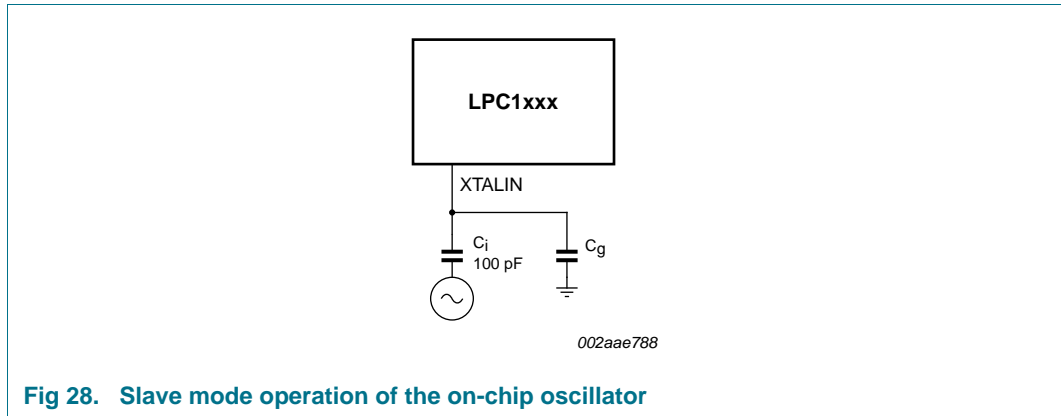 LPC1xxx
XTALIN
Ci
100 pF
Cg
002aae788
Fig 28. Slave mode operation of the on-chip oscillator